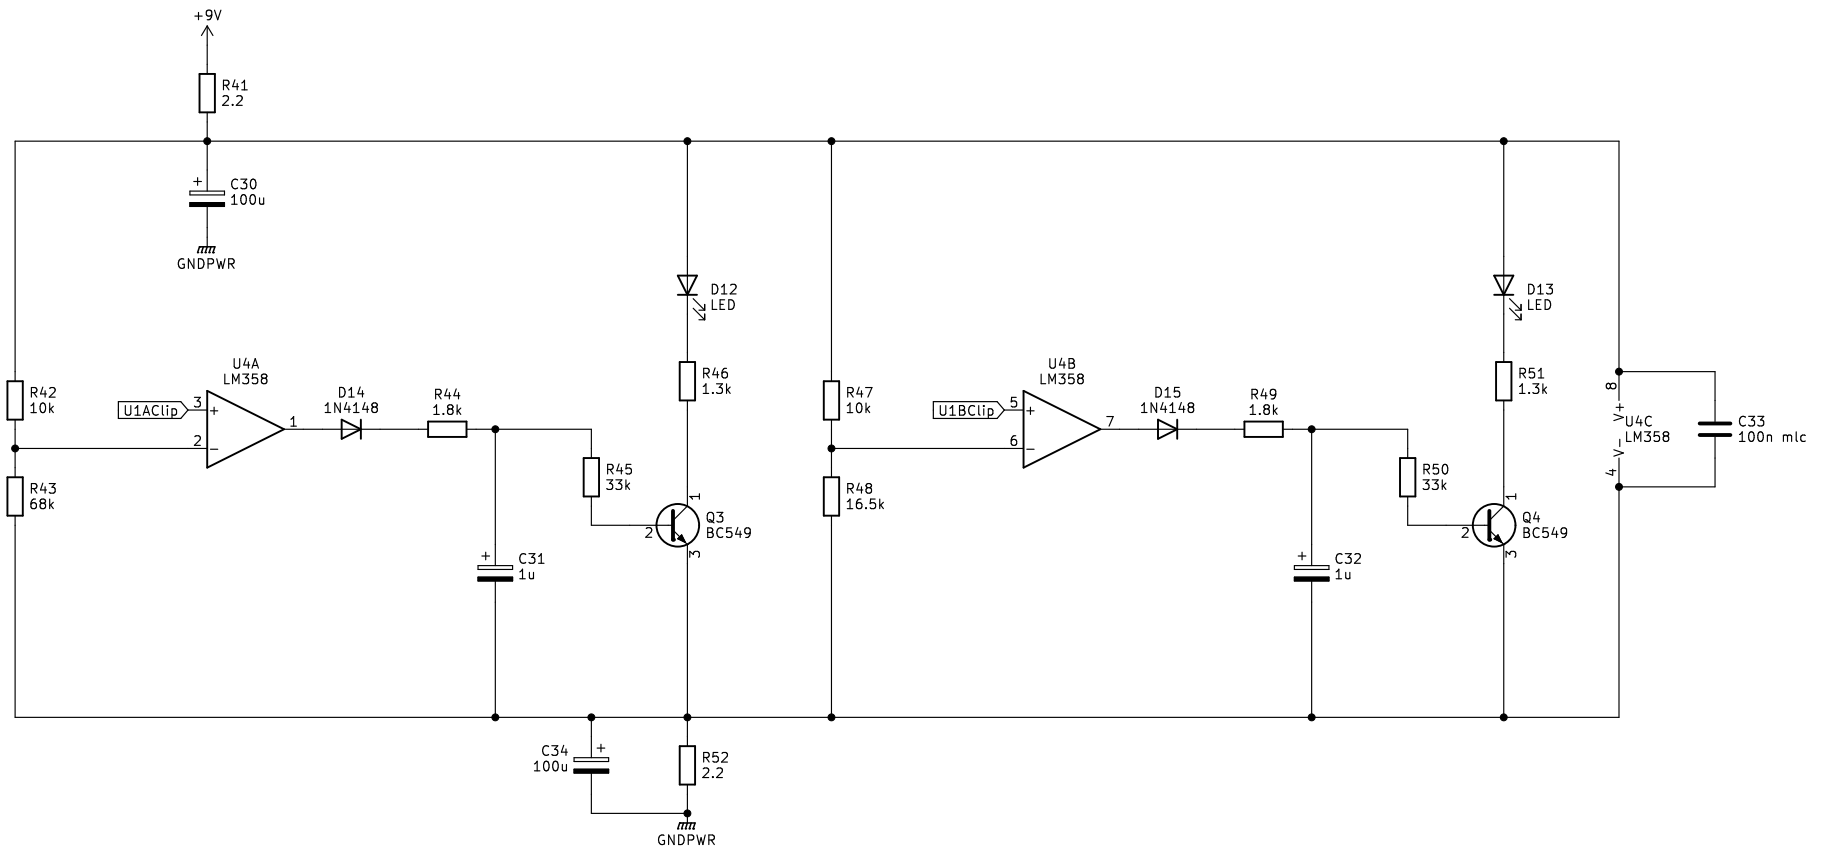 +9V
R41
2.2
+
C30
100u
GNDPWR
D12
LED
D13
LED
U4A
LM358
R42
10k
U1AClip
3
+
2
−
1
D14
1N4148
R44
1.8k
R46
1.3k
R47
10k
U4B
LM358
U1BClip
5
+
6
−
7
D15
1N4148
R49
1.8k
R51
1.3k
8
V+
U4C
LM358
V−
4
C33
100n mlc
R43
68k
R45
33k
1
Q3
BC549
2
3
R48
16.5k
R50
33k
1
Q4
BC549
2
3
+
C31
1u
+
C32
1u
C34
100u
+
R52
2.2
GNDPWR